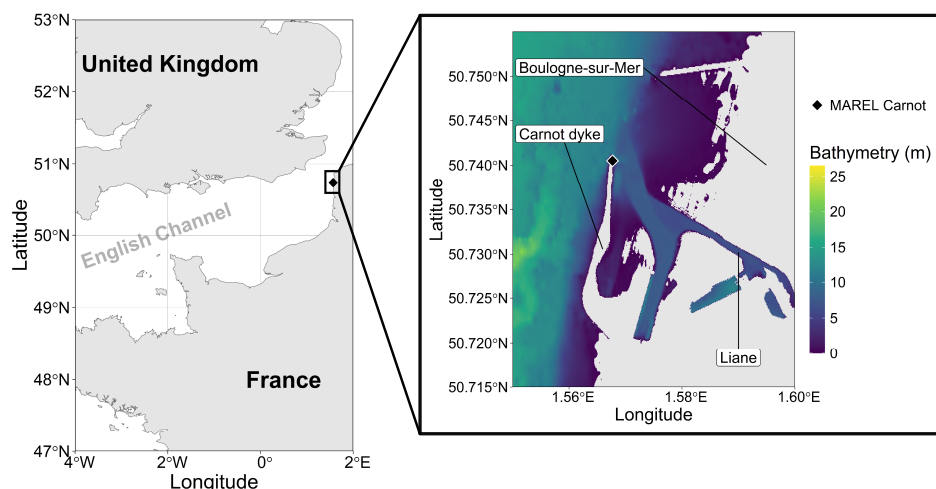 53°N
52°N
51°N
50°N
49°N
48°N
47°N
Latitude
4°W
2°W
0°
2°E
Longitude
United Kingdom
English Channel
France
50.750°N
50.745°N
50.740°N
50.735°N
50.730°N
50.725°N
50.720°N
50.715°N
Latitude
1.56°E
1.58°E
1.60°E
Longitude
Boulogne-sur-Mer
Carnot dyke
Liane
MAREL Carnot
Bathymetry (m)
25
20
15
10
5
0